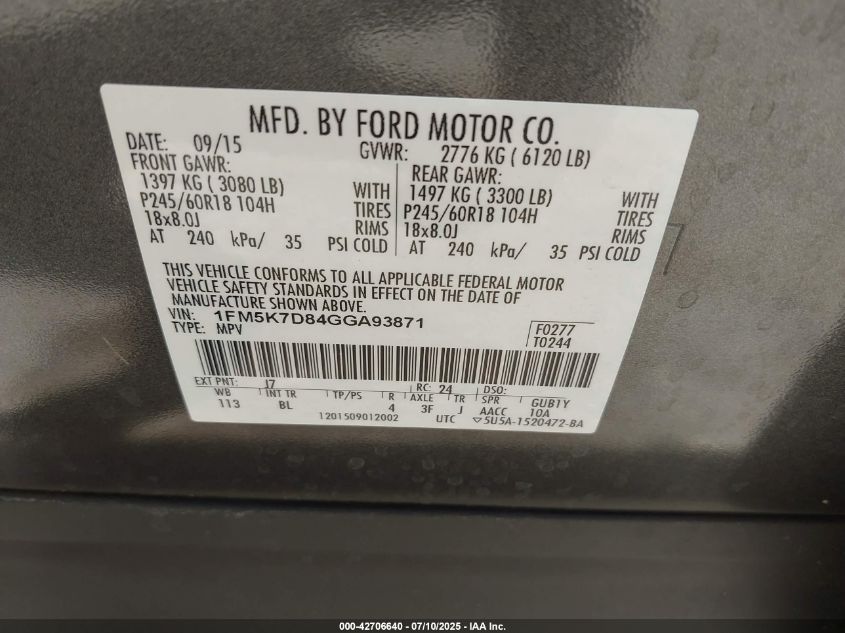 MFD. BY FORD MOTOR CO.
DATE: 09/15 GVWR: 2776 KG ( 6120 LB)
FRONT GAWR: REAR GAWR:
1397 KG ( 3080 LB) WITH 1497 KG ( 3300 LB) WITH
P245/60R18 104H TIRES P245/60R18 104H TIRES
18x8.0J RIMS 18x8.0J RIMS
AT 240 kPa/ 35 PSI COLD AT 240 kPa/ 35 PSI COLD
THIS VEHICLE CONFORMS TO ALL APPLICABLE FEDERAL MOTOR
VEHICLE SAFETY STANDARDS IN EFFECT ON THE DATE OF
MANUFACTURE SHOWN ABOVE.
VIN: 1FM5K7D84GGA93871
TYPE: MPV
F0277
T0244
EXT PNT: J7 RC: 24 DSO:
WB INT TR TP/PS R AXLE TR SPR GUB1Y
113 BL 4 3F J AACC 10A
1201509012002 UTC ▽5U5A-1520472-BA
000-42706640 - 07/10/2025 - IAA Inc.